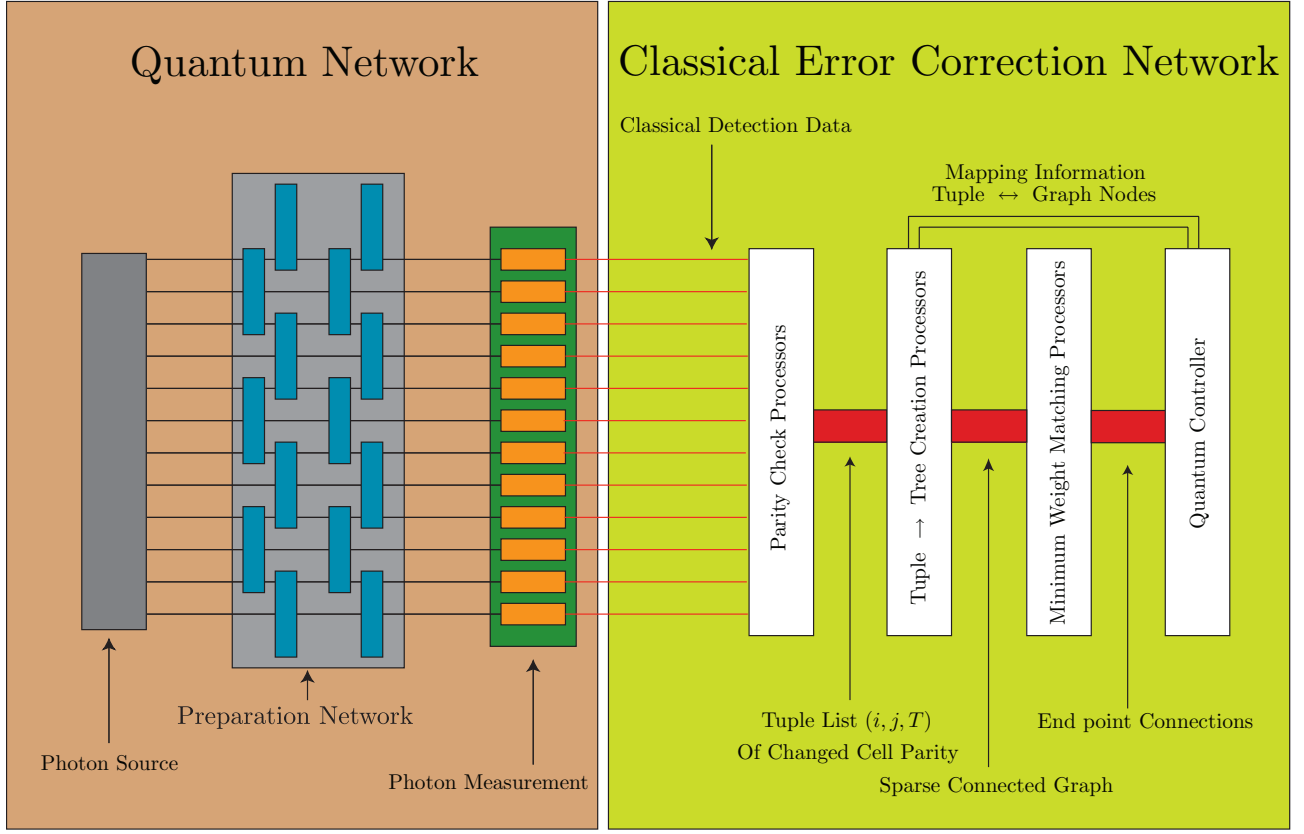 Quantum Network
Classical Error Correction Network
Classical Detection Data
Mapping Information
Tuple ↔ Graph Nodes
Parity Check Processors
Tuple → Tree Creation Processors
Minimum Weight Matching Processors
Quantum Controller
Preparation Network
Photon Source
Photon Measurement
Tuple List (i, j, T)
Of Changed Cell Parity
Sparse Connected Graph
End point Connections